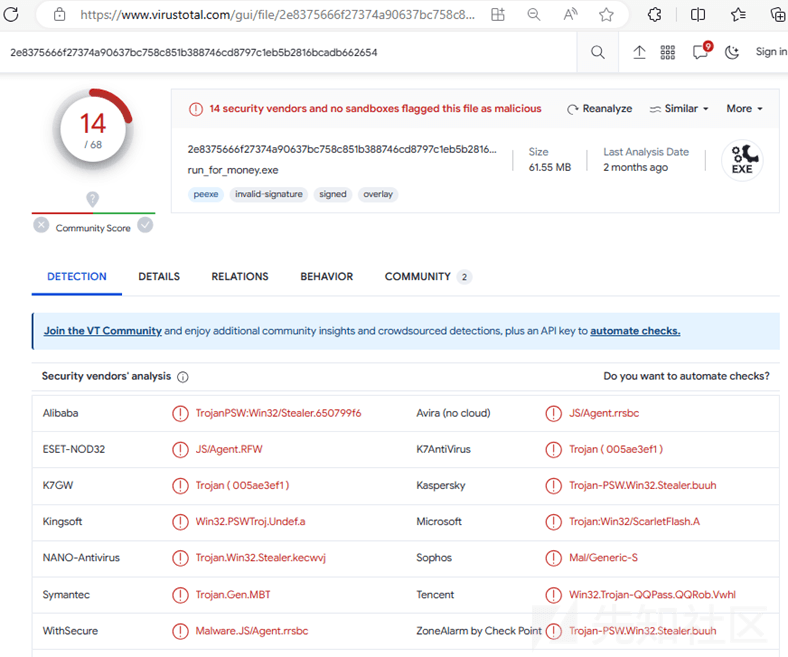 https://www.virustotal.com/gui/file/2e8375666f27374a90637bc758c8...
2e8375666f27374a90637bc758c851b388746cd8797c1eb5b2816bcadb662654
9
Sign in
14
/ 68
Community Score
14 security vendors and no sandboxes flagged this file as malicious
Reanalyze
Similar
More
2e8375666f27374a90637bc758c851b388746cd8797c1eb5b2816...
run_for_money.exe
Size
61.55 MB
Last Analysis Date
2 months ago
EXE
peexe invalid-signature signed overlay
DETECTION DETAILS RELATIONS BEHAVIOR COMMUNITY 2
Join the VT Community and enjoy additional community insights and crowdsourced detections, plus an API key to automate checks.
Security vendors' analysis Do you want to automate checks?
Alibaba TrojanPSW:Win32/Stealer.650799f6 Avira (no cloud) JS/Agent.rrsbc
ESET-NOD32 JS/Agent.RFW K7AntiVirus Trojan ( 005ae3ef1 )
K7GW Trojan ( 005ae3ef1 ) Kaspersky Trojan-PSW.Win32.Stealer.buuh
Kingsoft Win32.PSWTroj.Undef.a Microsoft Trojan:Win32/ScarletFlash.A
NANO-Antivirus Trojan.Win32.Stealer.kecwvj Sophos Mal/Generic-S
Symantec Trojan.Gen.MBT Tencent Win32.Trojan-QQPass.QQRob.Vwhl
WithSecure Malware.JS/Agent.rrsbc ZoneAlarm by Check Point Trojan-PSW.Win32.Stealer.buuh
先知社区